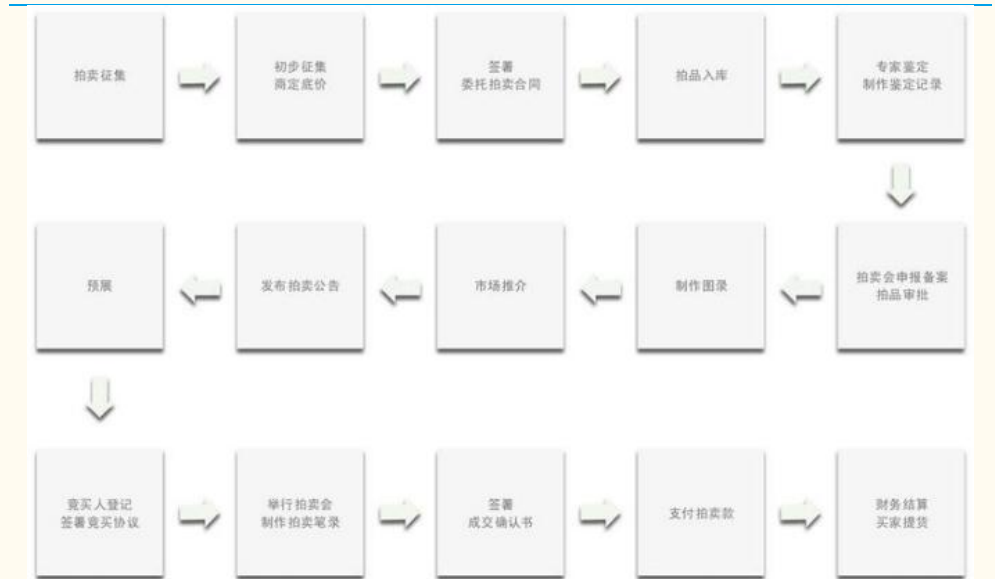 拍卖征集
初步征集
商定底价
签署
委托拍卖合同
拍品入库
专家鉴定
制作鉴定记录
拍卖会申报备案
拍品审批
制作图录
市场推介
发布拍卖公告
预展
竞买人登记
签署竞买协议
举行拍卖会
制作拍卖笔录
签署
成交确认书
支付拍卖款
财务结算
买家提货